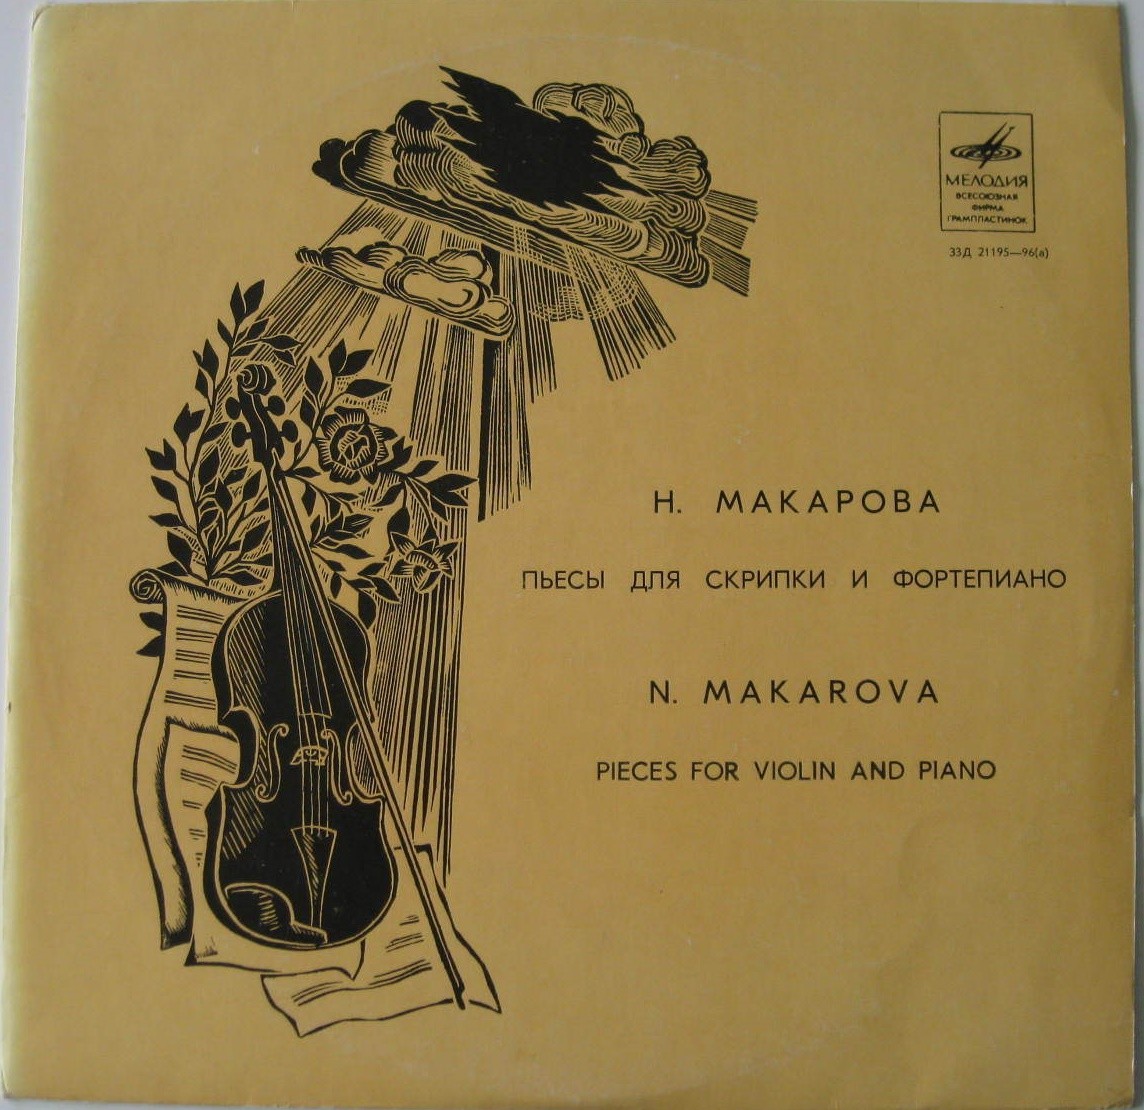 МЕЛОДИЯ
ВСЕСОЮЗНАЯ
ФИРМА
ГРАМПЛАСТИНОК
33Д 21195—96(а)
Н. МАКАРОВА
ПЬЕСЫ ДЛЯ СКРИПКИ И ФОРТЕПИАНО
N. MAKAROVA
PIECES FOR VIOLIN AND PIANO